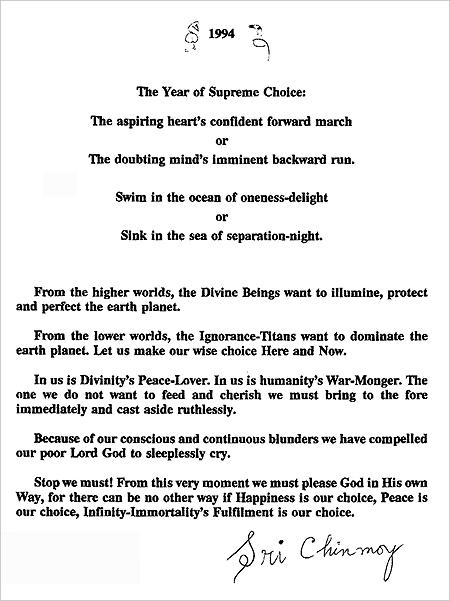 1994
The Year of Supreme Choice:
The aspiring heart's confident forward march
or
The doubting mind's imminent backward run.
Swim in the ocean of oneness-delight
or
Sink in the sea of separation-night.
From the higher worlds, the Divine Beings want to illumine, protect
and perfect the earth planet.
From the lower worlds, the Ignorance-Titans want to dominate the
earth planet. Let us make our wise choice Here and Now.
In us is Divinity's Peace-Lover. In us is humanity's War-Monger. The
one we do not want to feed and cherish we must bring to the fore
immediately and cast aside ruthlessly.
Because of our conscious and continuous blunders we have compelled
our poor Lord God to sleeplessly cry.
Stop we must! From this very moment we must please God in His own
Way, for there can be no other way if Happiness is our choice, Peace is
our choice, Infinity-Immortality's Fulfilment is our choice.
Sri Chinmoy